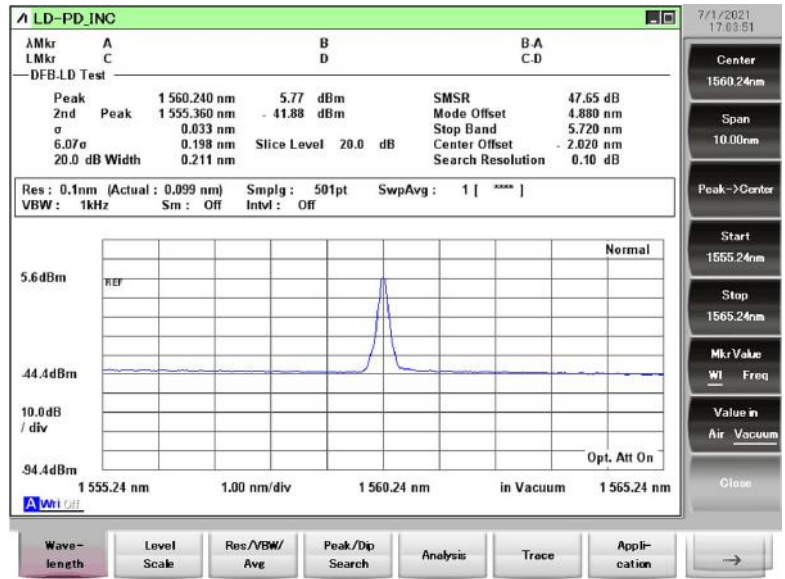 LD-PD_INC
7/1/2021
17:03:51
λMkr A B B-A
LMkr C D C-D
DFB-LD Test
Peak 1 560.240 nm 5.77 dBm SMSR 47.65 dB
2nd Peak 1 555.360 nm - 41.88 dBm Mode Offset 4.880 nm
σ 0.033 nm Stop Band 5.720 nm
6.07σ 0.198 nm Slice Level 20.0 dB Center Offset - 2.020 nm
20.0 dB Width 0.211 nm Search Resolution 0.10 dB
Res : 0.1nm (Actual : 0.099 nm) Smplg : 501pt SwpAvg : 1 [ **** ]
VBW : 1kHz Sm : Off Intvl : Off
Normal
5.6dBm
REF
-44.4dBm
10.0dB
/ div
Opt. Att On
-94.4dBm
1 555.24 nm 1.00 nm/div 1 560.24 nm in Vacuum 1 565.24 nm
A Wri Off
Center
1560.24nm
Span
10.00nm
Peak->Center
Start
1555.24nm
Stop
1565.24nm
MkrValue
Wl Freq
Value in
Air Vacuum
Close
Wave-
length
Level
Scale
Res/VBW/
Avg
Peak/Dip
Search
Analysis
Trace
Appli-
cation
→